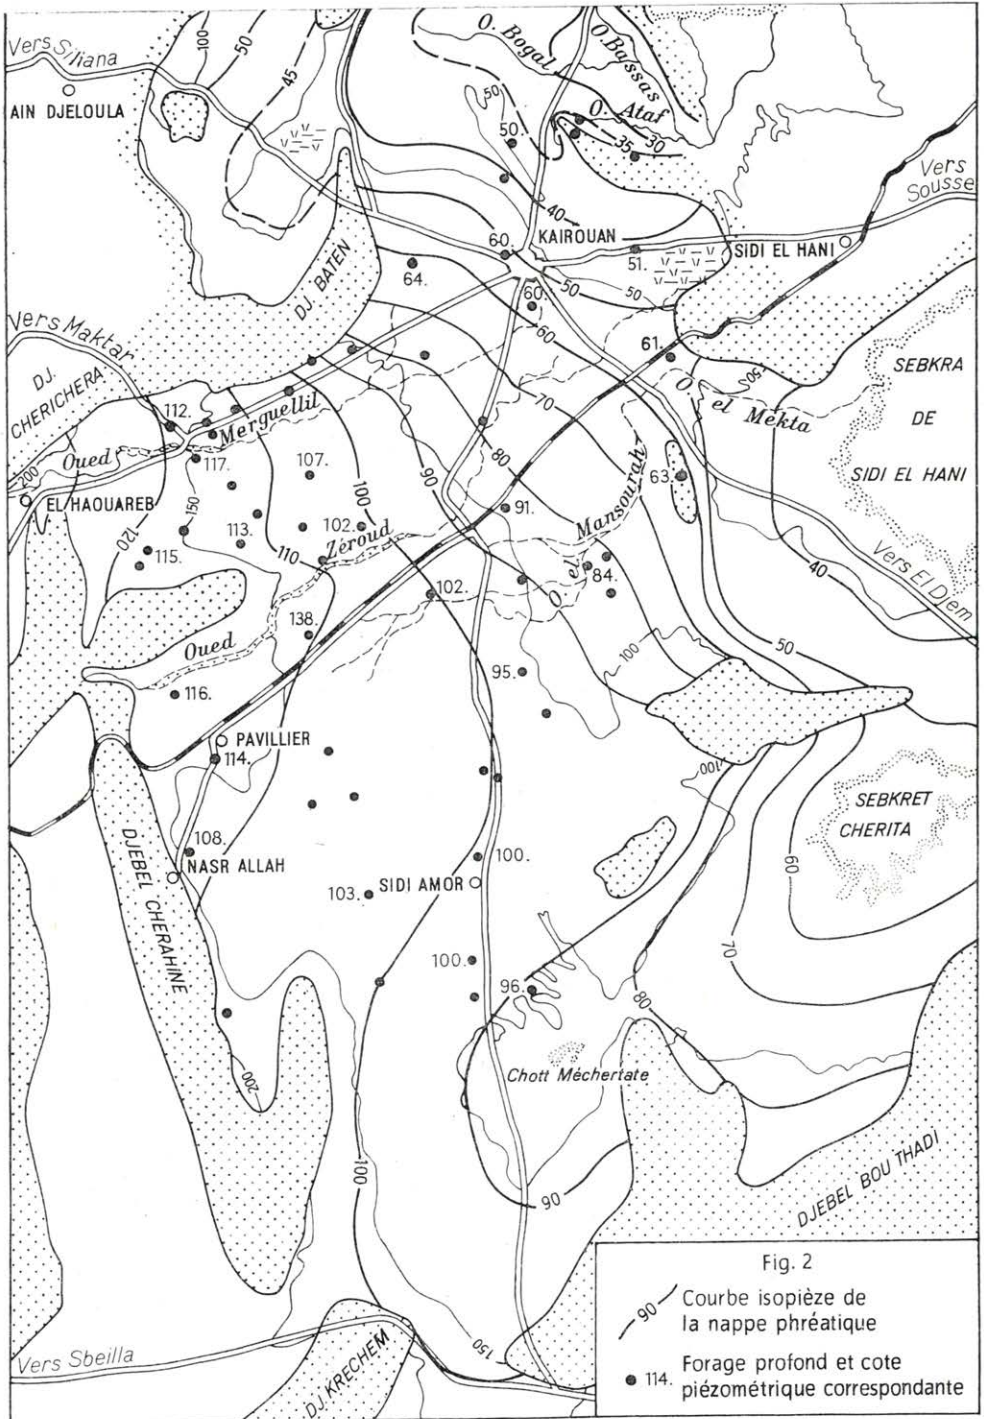 Vers Siliana
AIN DJELOULA
100
50
45
O. Bogal
O. Baïssas
O. Ataf
50
50.
35
30
Vers Sousse
40
KAIROUAN
SIDI EL HANI
60.
51.
64.
50
50
60.
60
DJ. BATEN
Vers Maktar
DJ. CHERICHERA
61.
50
O el Mekta
SEBKRA
DE
SIDI EL HANI
70
112.
Oued Merguellil
200
EL HAOUAREB
117.
107.
100
90
80
150
113.
102.
Zéroud
91.
Mansourah
63.
120
115.
110
O el
84.
Vers El Djem
40
102.
138.
Oued
100
50
95.
116.
PAVILLIER
114.
100
SEBKRET
CHERITA
60
108.
NASR ALLAH
100.
SIDI AMOR
103.
DJEBEL CHERAHINE
100.
96.
70
80
200
Chott Méchertate
100
90
DJEBEL BOU THADI
Vers Sbeilla
DJ KRECHEM
150
Fig. 2
90 Courbe isopièze de
la nappe phréatique
114. Forage profond et cote
piézométrique correspondante